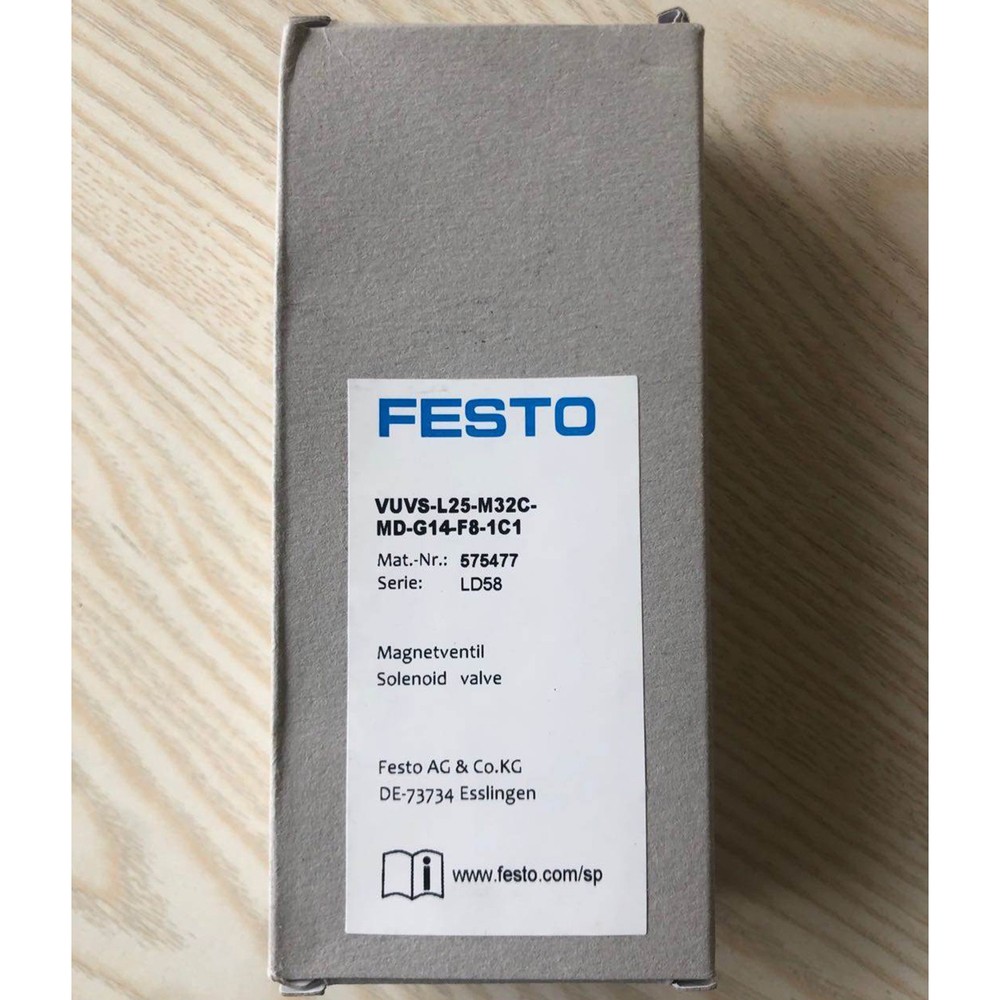 FESTO
VUVS-L25-M32C-
MD-G14-F8-1C1
Mat.-Nr.: 575477
Serie: LD58
Magnetventil
Solenoid valve
Festo AG & Co.KG
DE-73734 Esslingen
i www.festo.com/sp